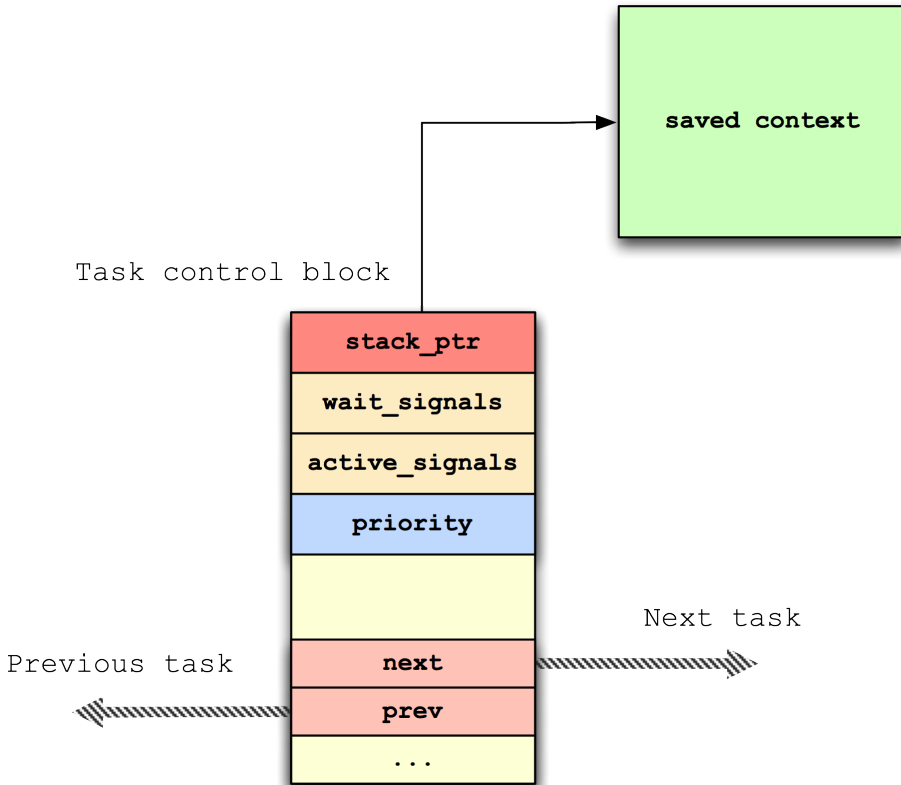 saved context
Task control block
stack_ptr
wait_signals
active_signals
priority
Next task
Previous task
next
prev
...